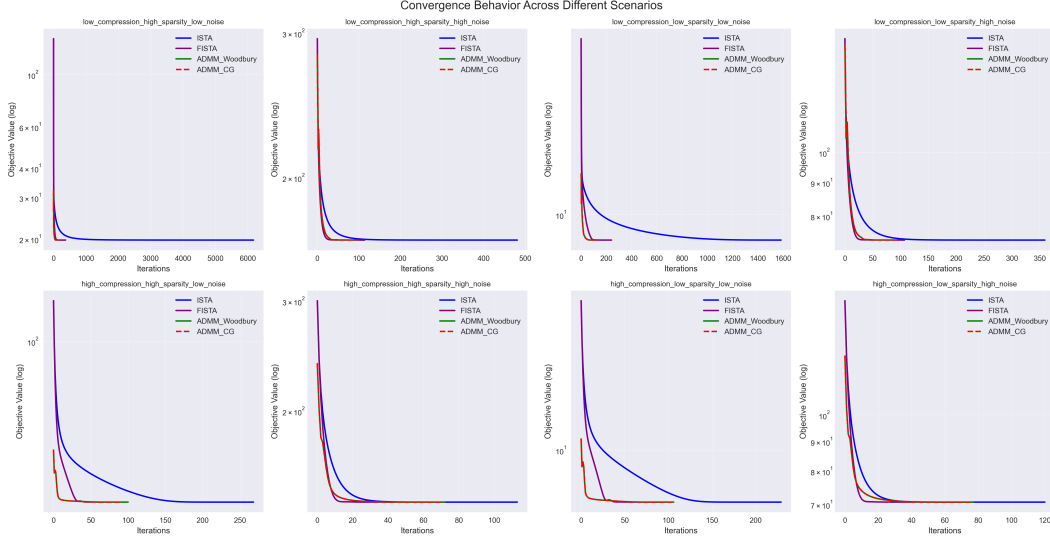 Convergence Behavior Across Different Scenarios
low_compression_high_sparsity_low_noise
Objective Value (log)
10²
6 × 10¹
4 × 10¹
3 × 10¹
2 × 10¹
ISTA
FISTA
ADMM_Woodbury
ADMM_CG
0 1000 2000 3000 4000 5000 6000
Iterations
low_compression_high_sparsity_high_noise
Objective Value (log)
3 × 10²
2 × 10²
ISTA
FISTA
ADMM_Woodbury
ADMM_CG
0 100 200 300 400 500
Iterations
low_compression_low_sparsity_low_noise
Objective Value (log)
10¹
ISTA
FISTA
ADMM_Woodbury
ADMM_CG
0 200 400 600 800 1000 1200 1400 1600
Iterations
low_compression_low_sparsity_high_noise
Objective Value (log)
10²
9 × 10¹
8 × 10¹
ISTA
FISTA
ADMM_Woodbury
ADMM_CG
0 50 100 150 200 250 300 350
Iterations
high_compression_high_sparsity_low_noise
Objective Value (log)
10²
ISTA
FISTA
ADMM_Woodbury
ADMM_CG
0 50 100 150 200 250
Iterations
high_compression_high_sparsity_high_noise
Objective Value (log)
3 × 10²
2 × 10²
ISTA
FISTA
ADMM_Woodbury
ADMM_CG
0 20 40 60 80 100
Iterations
high_compression_low_sparsity_low_noise
Objective Value (log)
10¹
ISTA
FISTA
ADMM_Woodbury
ADMM_CG
0 50 100 150 200
Iterations
high_compression_low_sparsity_high_noise
Objective Value (log)
10²
9 × 10¹
8 × 10¹
7 × 10¹
ISTA
FISTA
ADMM_Woodbury
ADMM_CG
0 20 40 60 80 100 120
Iterations